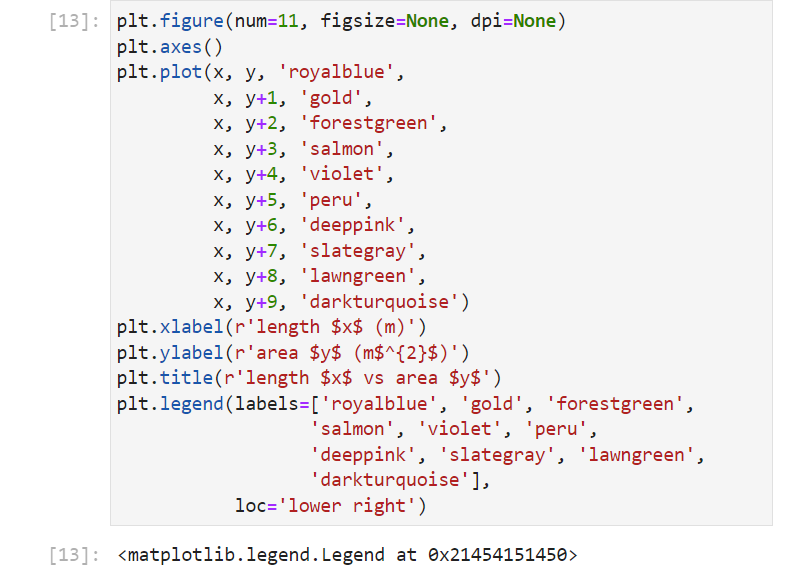 [13]: plt.figure(num=11, figsize=None, dpi=None)
plt.axes()
plt.plot(x, y, 'royalblue',
         x, y+1, 'gold',
         x, y+2, 'forestgreen',
         x, y+3, 'salmon',
         x, y+4, 'violet',
         x, y+5, 'peru',
         x, y+6, 'deeppink',
         x, y+7, 'slategray',
         x, y+8, 'lawngreen',
         x, y+9, 'darkturquoise')
plt.xlabel(r'length $x$ (m)')
plt.ylabel(r'area $y$ (m$^{2}$)')
plt.title(r'length $x$ vs area $y$')
plt.legend(labels=['royalblue', 'gold', 'forestgreen',
                  'salmon', 'violet', 'peru',
                  'deeppink', 'slategray', 'lawngreen',
                  'darkturquoise'],
           loc='lower right')
[13]: <matplotlib.legend.Legend at 0x21454151450>